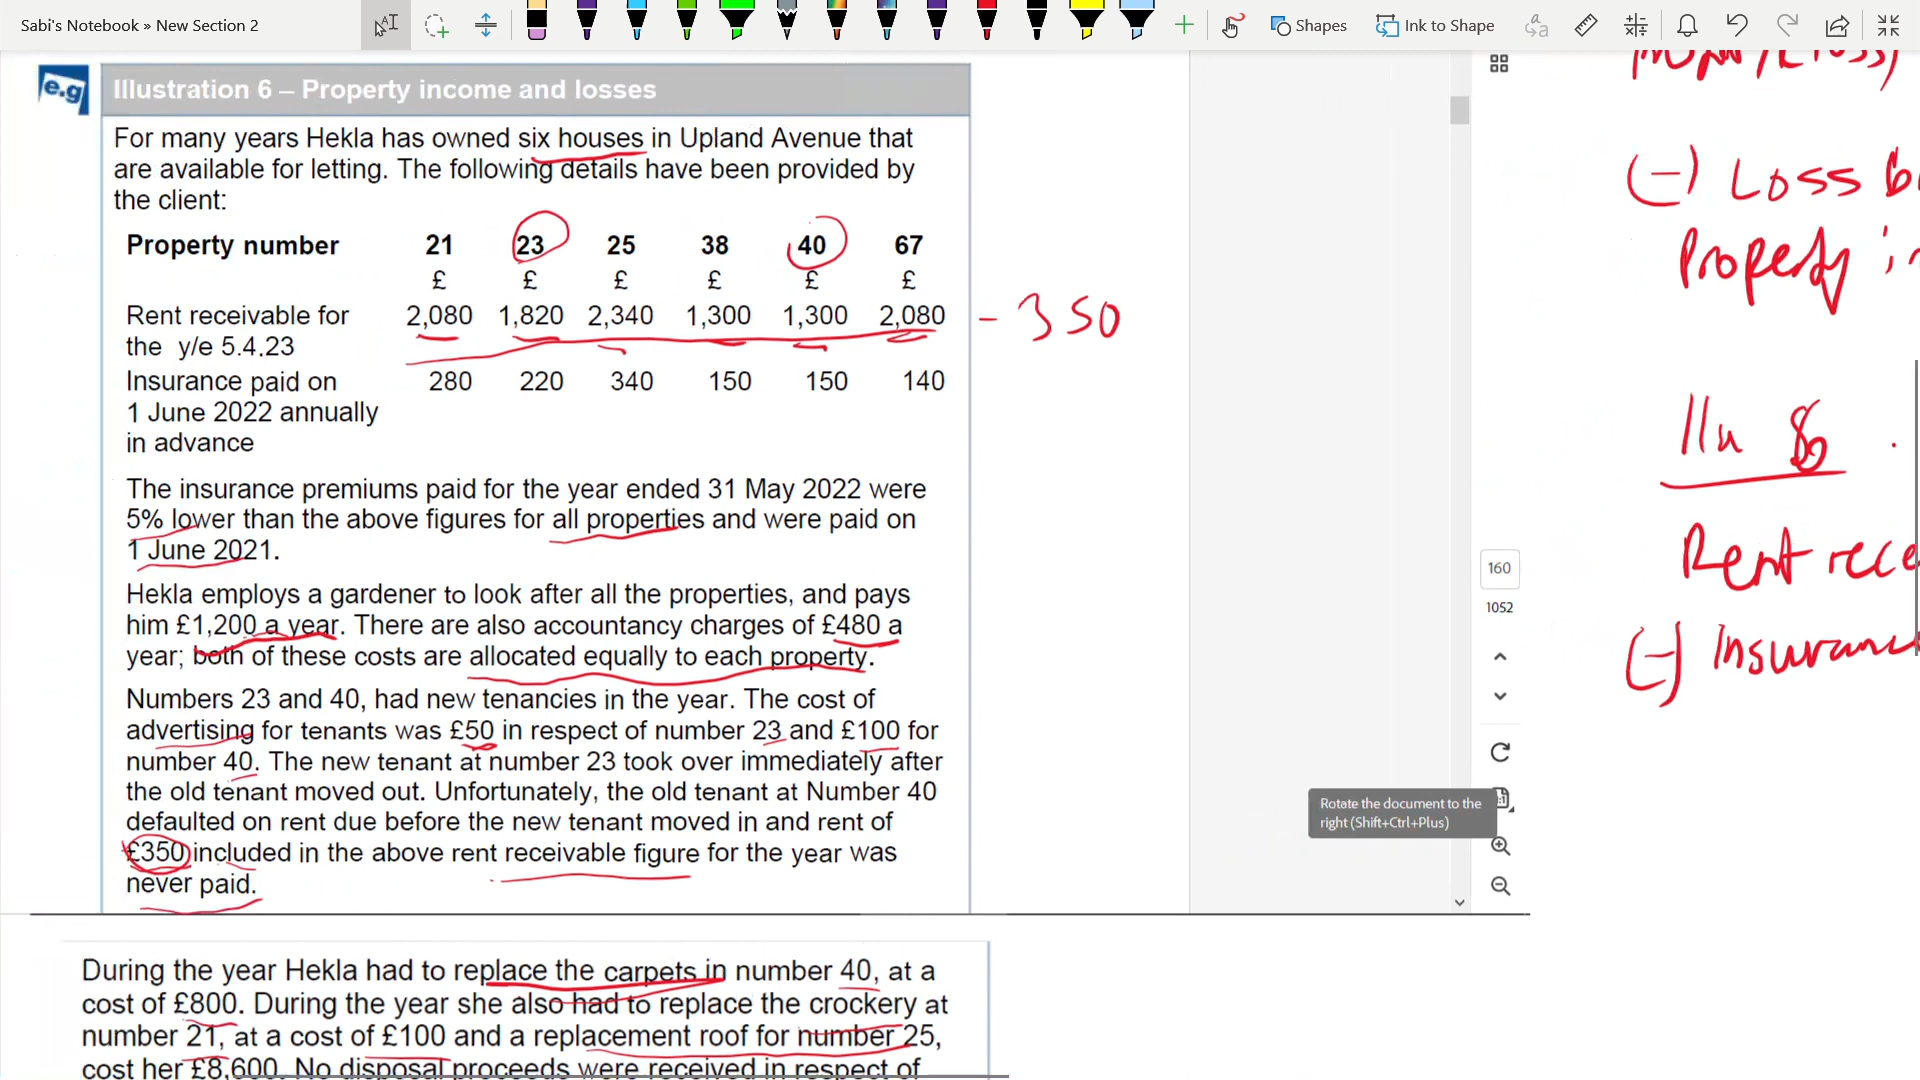 Sabi's Notebook » New Section 2
Shapes
Ink to Shape
e.g
Illustration 6 – Property income and losses
For many years Hekla has owned six houses in Upland Avenue that
are available for letting. The following details have been provided by
the client:
Property number 21 23 25 38 40 67
£ £ £ £ £ £
Rent receivable for 2,080 1,820 2,340 1,300 1,300 2,080 - 350
the y/e 5.4.23
Insurance paid on 280 220 340 150 150 140
1 June 2022 annually
in advance
The insurance premiums paid for the year ended 31 May 2022 were
5% lower than the above figures for all properties and were paid on
1 June 2021.
Hekla employs a gardener to look after all the properties, and pays
him £1,200 a year. There are also accountancy charges of £480 a
year; both of these costs are allocated equally to each property.
Numbers 23 and 40, had new tenancies in the year. The cost of
advertising for tenants was £50 in respect of number 23 and £100 for
number 40. The new tenant at number 23 took over immediately after
the old tenant moved out. Unfortunately, the old tenant at Number 40
defaulted on rent due before the new tenant moved in and rent of
£350 included in the above rent receivable figure for the year was
never paid.
During the year Hekla had to replace the carpets in number 40, at a
cost of £800. During the year she also had to replace the crockery at
number 21, at a cost of £100 and a replacement roof for number 25,
cost her £8,600. No disposal proceeds were received in respect of
160
1052
Rotate the document to the
right (Shift+Ctrl+Plus)
(-) Loss
Property
Rent rece
(-) Insuranc